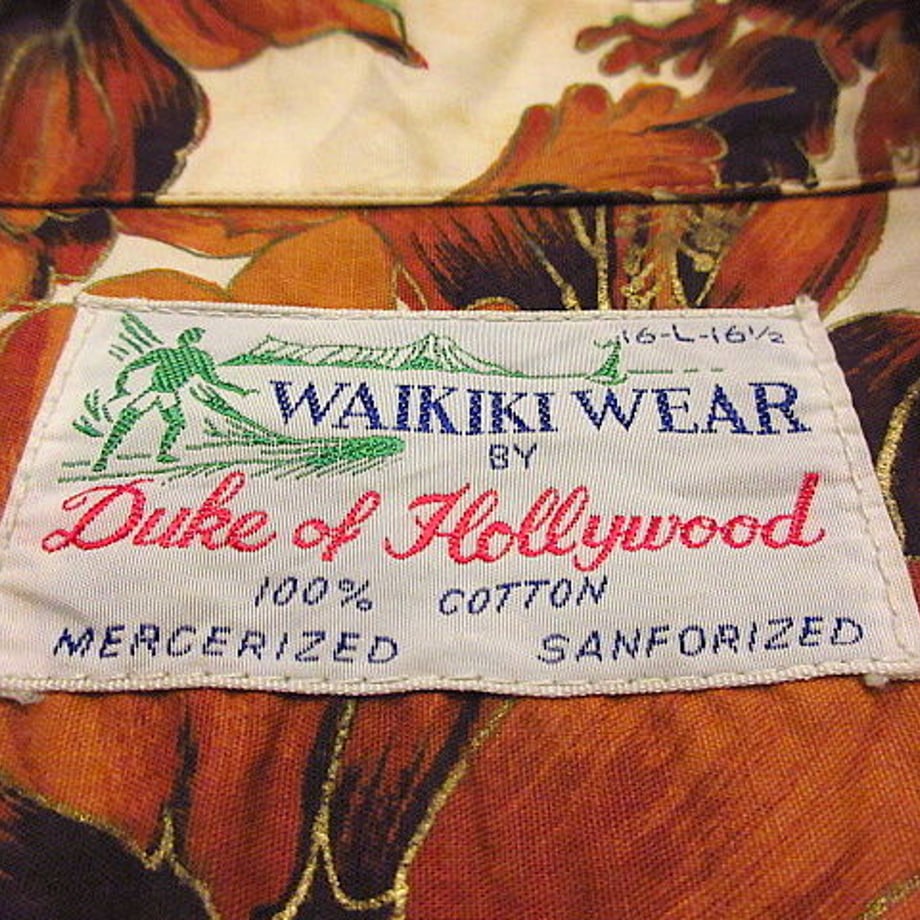 16-L-16½
WAIKIKI WEAR
BY
Duke of Hollywood
100% COTTON
MERCERIZED SANFORIZED